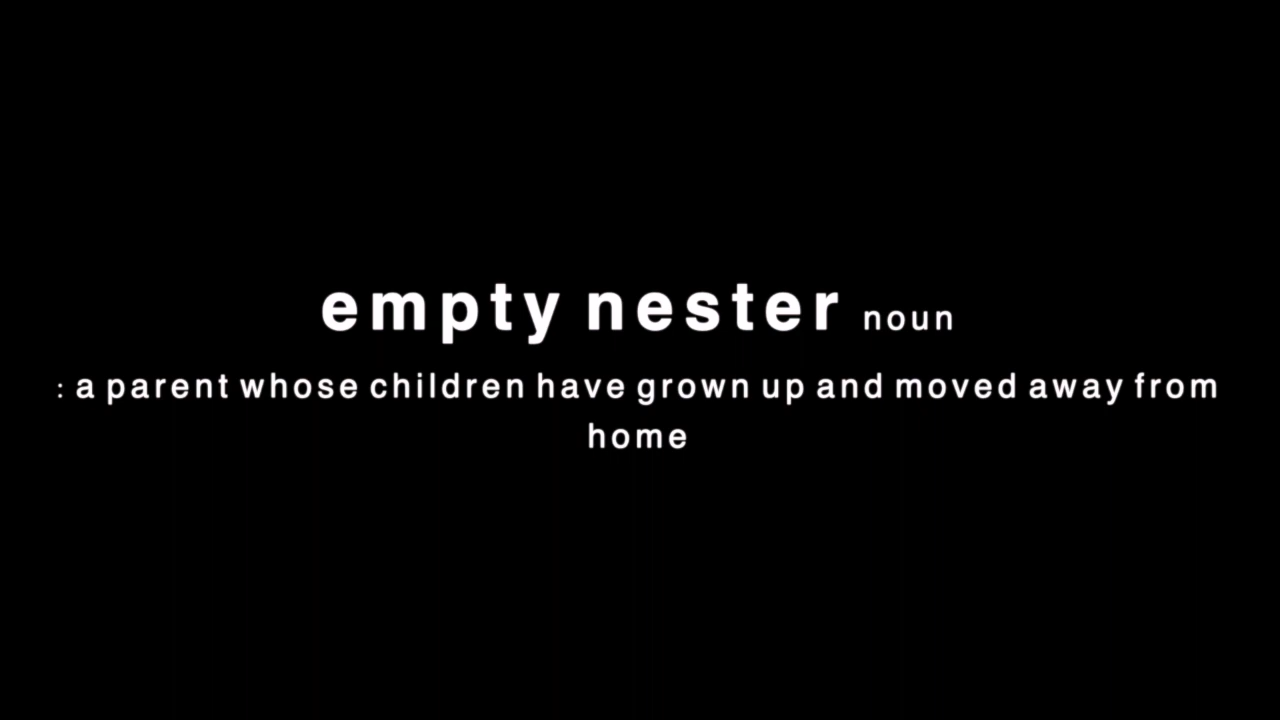 empty nester noun
: a parent whose children have grown up and moved away from
home